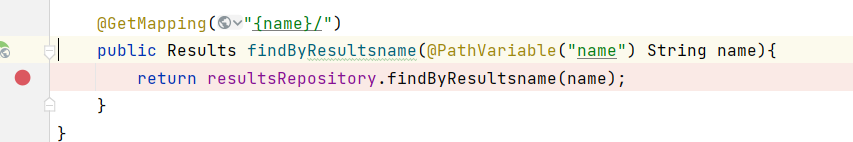 @GetMapping("{name}/")
public Results findByResultsname(@PathVariable("name") String name){
return resultsRepository.findByResultsname(name);
}
}